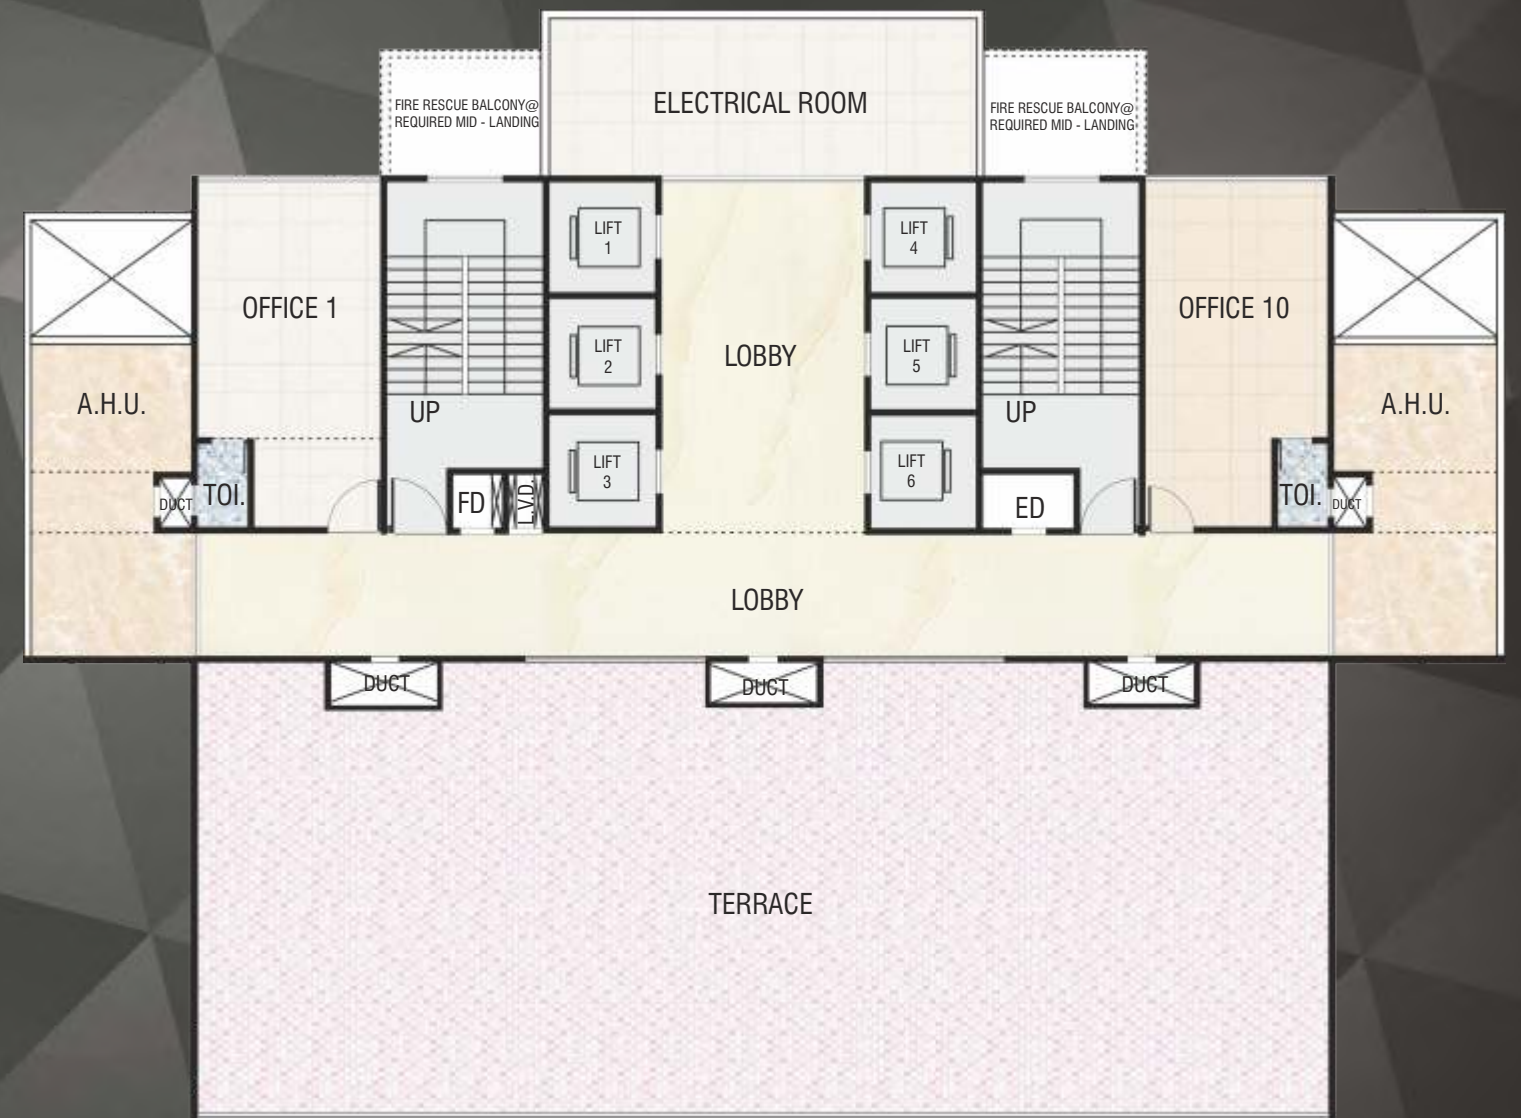 ELECTRICAL ROOM
FIRE RESCUE BALCONY@
REQUIRED MID - LANDING
FIRE RESCUE BALCONY@
REQUIRED MID - LANDING
LIFT
1
LIFT
4
OFFICE 1
OFFICE 10
LIFT
2
LOBBY
LIFT
5
A.H.U.
UP
UP
A.H.U.
LIFT
3
LIFT
6
DUCT
TOI.
FD
L.V.D.
ED
TOI.
DUCT
LOBBY
DUCT
DUCT
DUCT
TERRACE